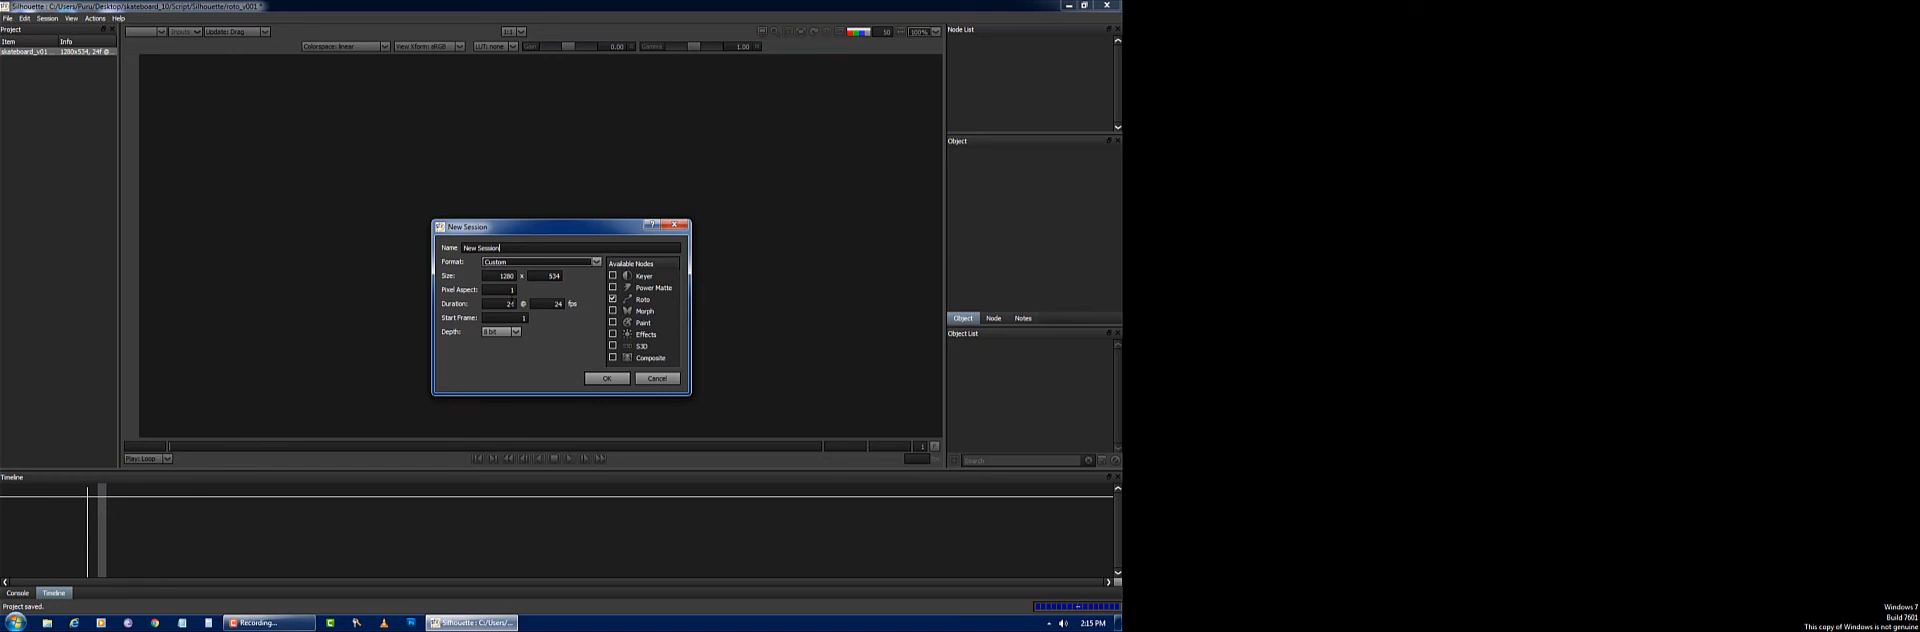 Silhouette : C:/Users/Puru/Desktop/skateboard_10/Script/Silhouette/roto_v001 *
File Edit Session View Actions Help
Project
Item Info
skateboard_v01 ... 1280x534, 24f @...
Inputs Update: Drag
1:1
50 100%
Colorspace: linear View Xform: sRGB LUT: none Gain 0.00 Gamma 1.00
Node List
Object
Object Node Notes
Object List
Search
New Session
Name New Session
Format: Custom
Size: 1280 x 534
Pixel Aspect: 1
Duration: 24 @ 24 fps
Start Frame: 1
Depth: 8 bit
Available Nodes
Keyer
Power Matte
Roto
Morph
Paint
Effects
S3D
Composite
OK Cancel
1
Play: Loop
Timeline
Console Timeline
Project saved.
Recording...
Silhouette : C:/Users/...
2:15 PM
Windows 7
Build 7601
This copy of Windows is not genuine